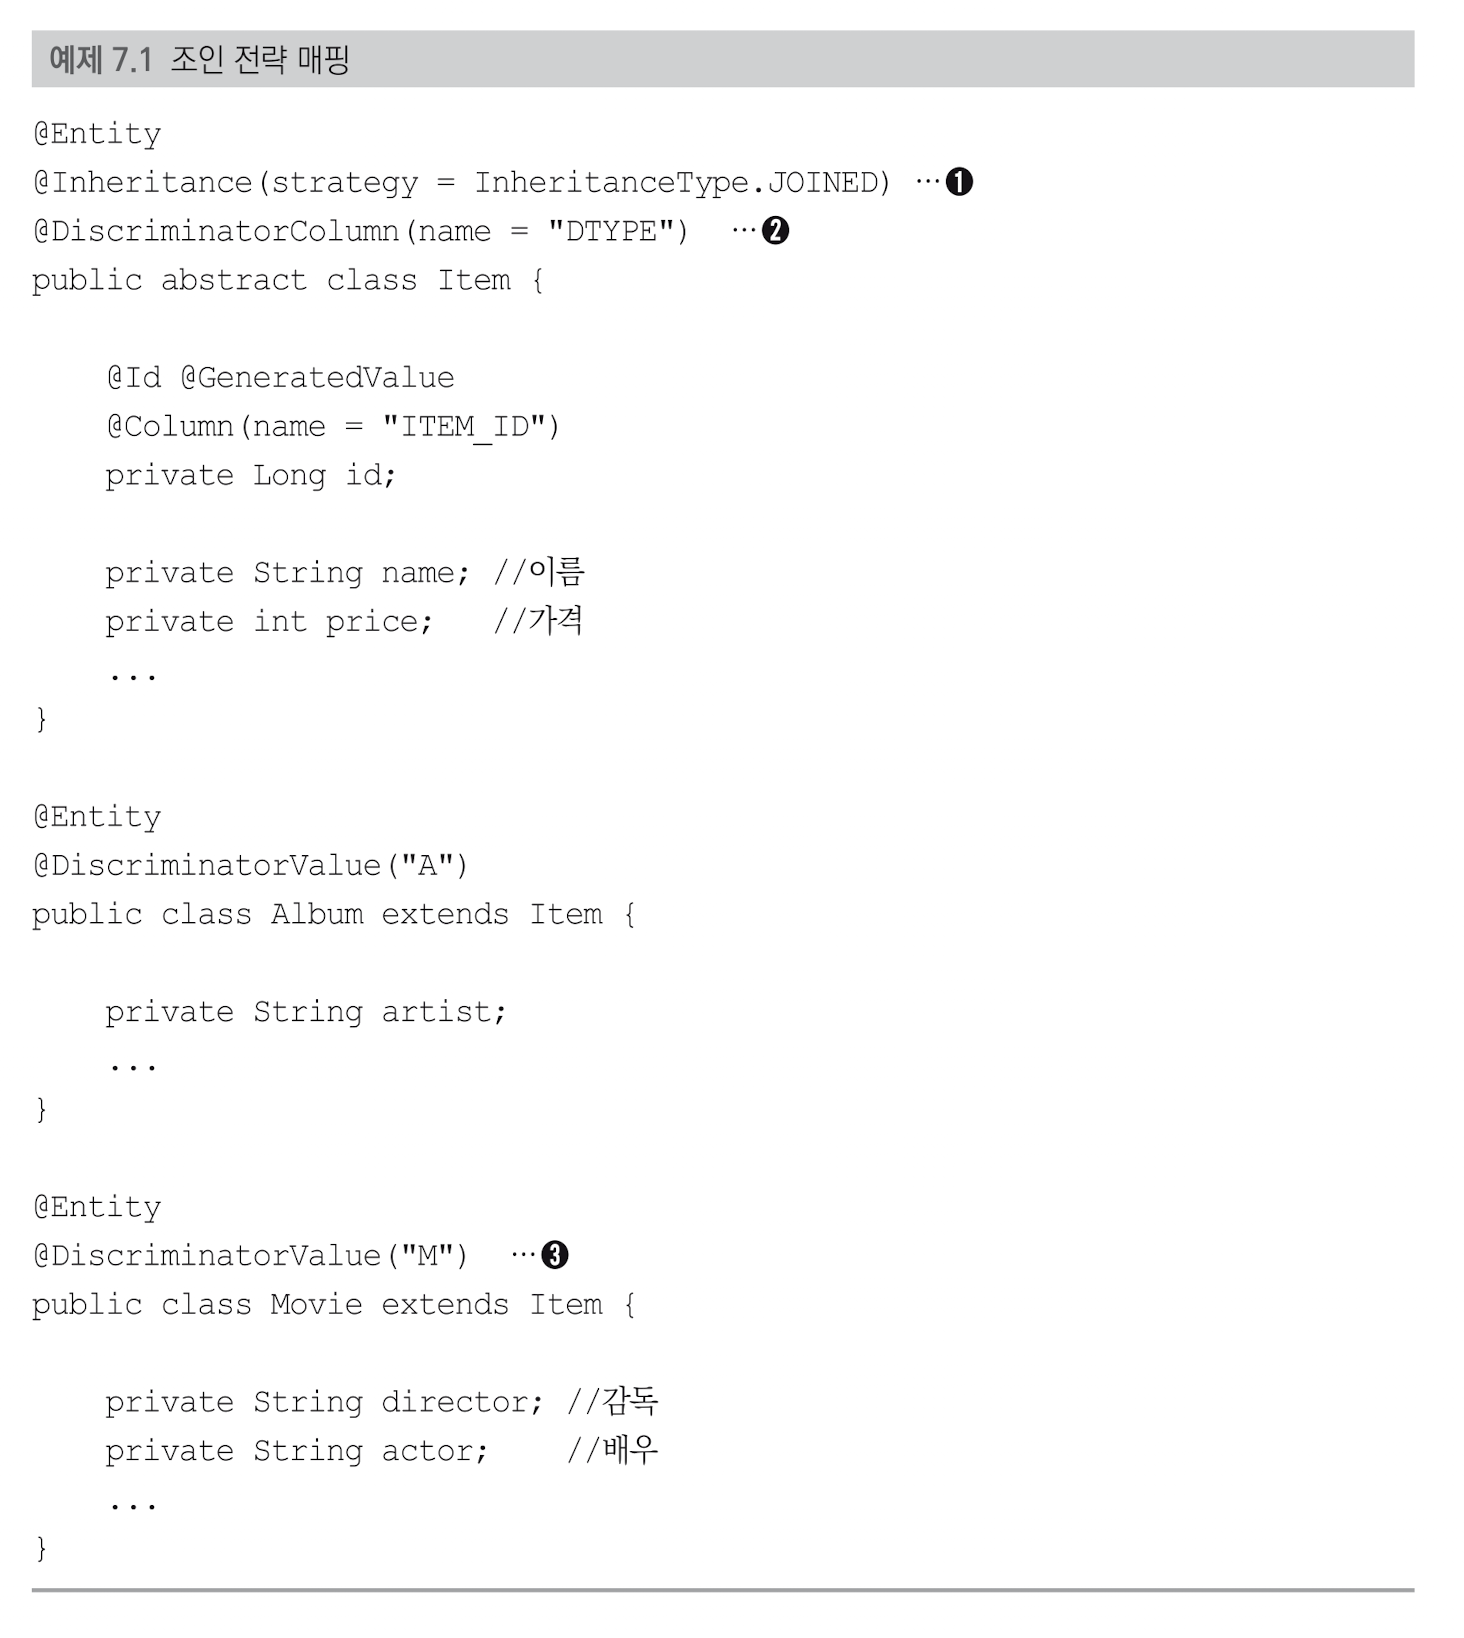 예제 7.1 조인 전략 매핑
@Entity
@Inheritance(strategy = InheritanceType.JOINED) …❶
@DiscriminatorColumn(name = "DTYPE") …❷
public abstract class Item {
@Id @GeneratedValue
@Column(name = "ITEM_ID")
private Long id;
private String name; //이름
private int price; //가격
...
}
@Entity
@DiscriminatorValue("A")
public class Album extends Item {
private String artist;
...
}
@Entity
@DiscriminatorValue("M") …❸
public class Movie extends Item {
private String director; //감독
private String actor; //배우
...
}